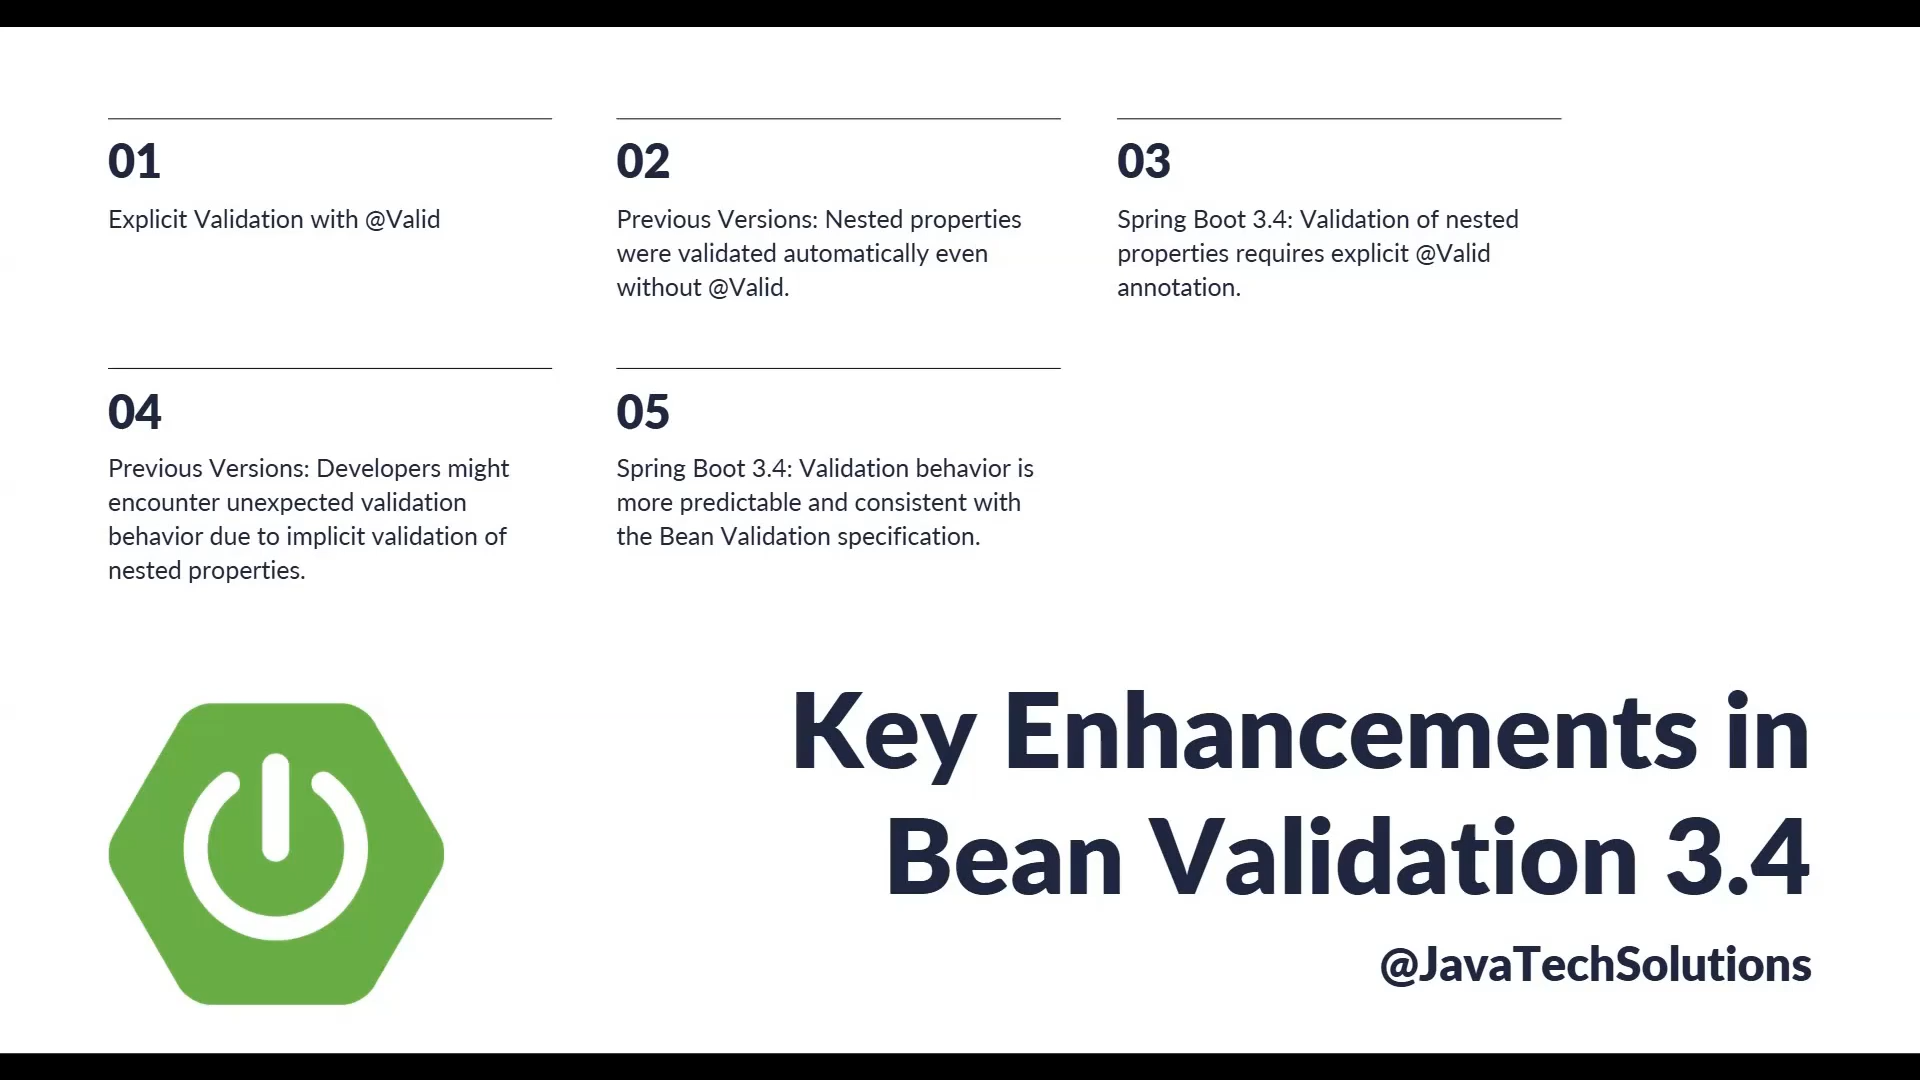 01
Explicit Validation with @Valid
02
Previous Versions: Nested properties
were validated automatically even
without @Valid.
03
Spring Boot 3.4: Validation of nested
properties requires explicit @Valid
annotation.
04
Previous Versions: Developers might
encounter unexpected validation
behavior due to implicit validation of
nested properties.
05
Spring Boot 3.4: Validation behavior is
more predictable and consistent with
the Bean Validation specification.
Key Enhancements in
Bean Validation 3.4
@JavaTechSolutions